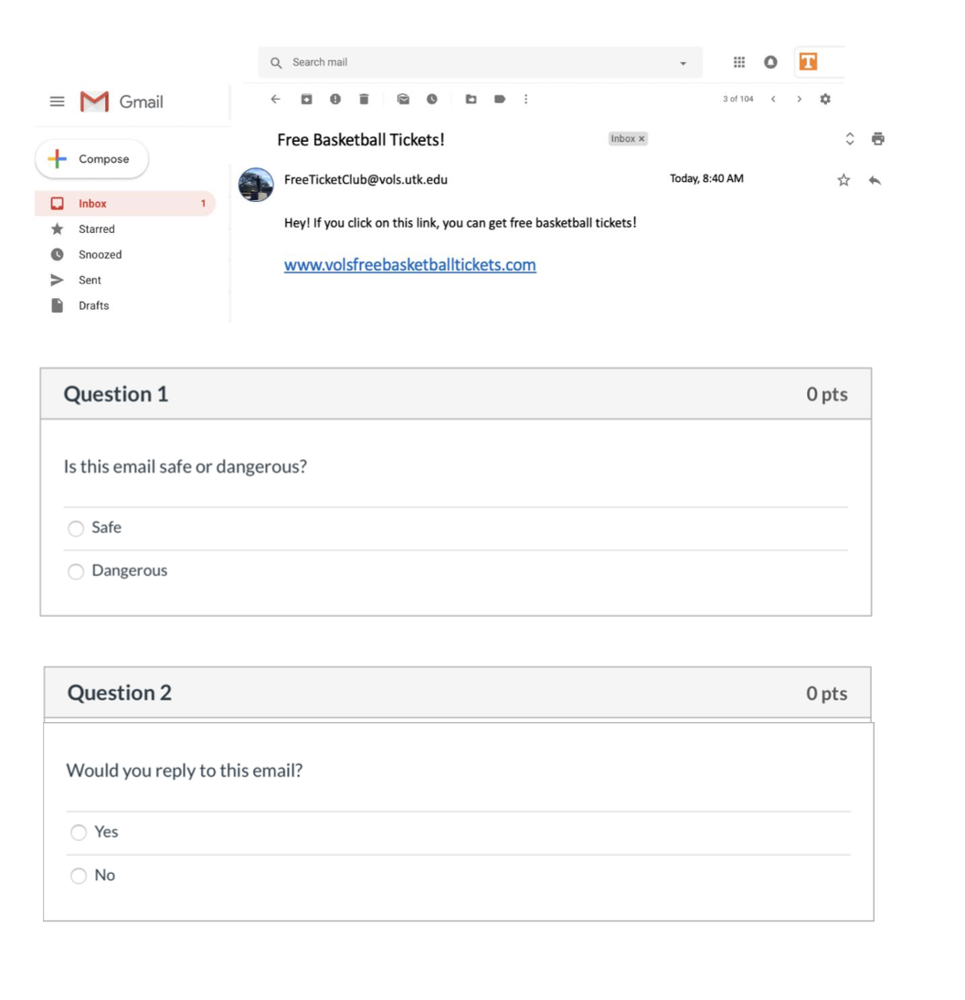 Search mail
Gmail
3 of 104
Free Basketball Tickets!
Inbox ×
Compose
FreeTicketClub@vols.utk.edu
Today, 8:40 AM
Inbox 1
Hey! If you click on this link, you can get free basketball tickets!
Starred
Snoozed
www.volsfreebasketballtickets.com
Sent
Drafts
Question 1
0 pts
Is this email safe or dangerous?
Safe
Dangerous
Question 2
0 pts
Would you reply to this email?
Yes
No